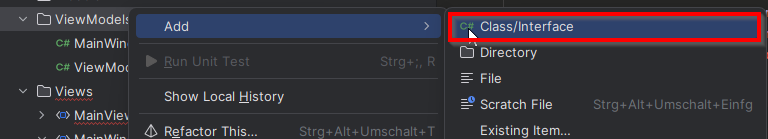 ViewModels
Add
Class/Interface
C# MainWin
Directory
C# ViewMod
Run Unit Test Strg+;, R
File
Views
Show Local History
Scratch File Strg+Alt+Umschalt+Einfg
MainView
Refactor This... Strg+Alt+Umschalt+T
Existing Item...